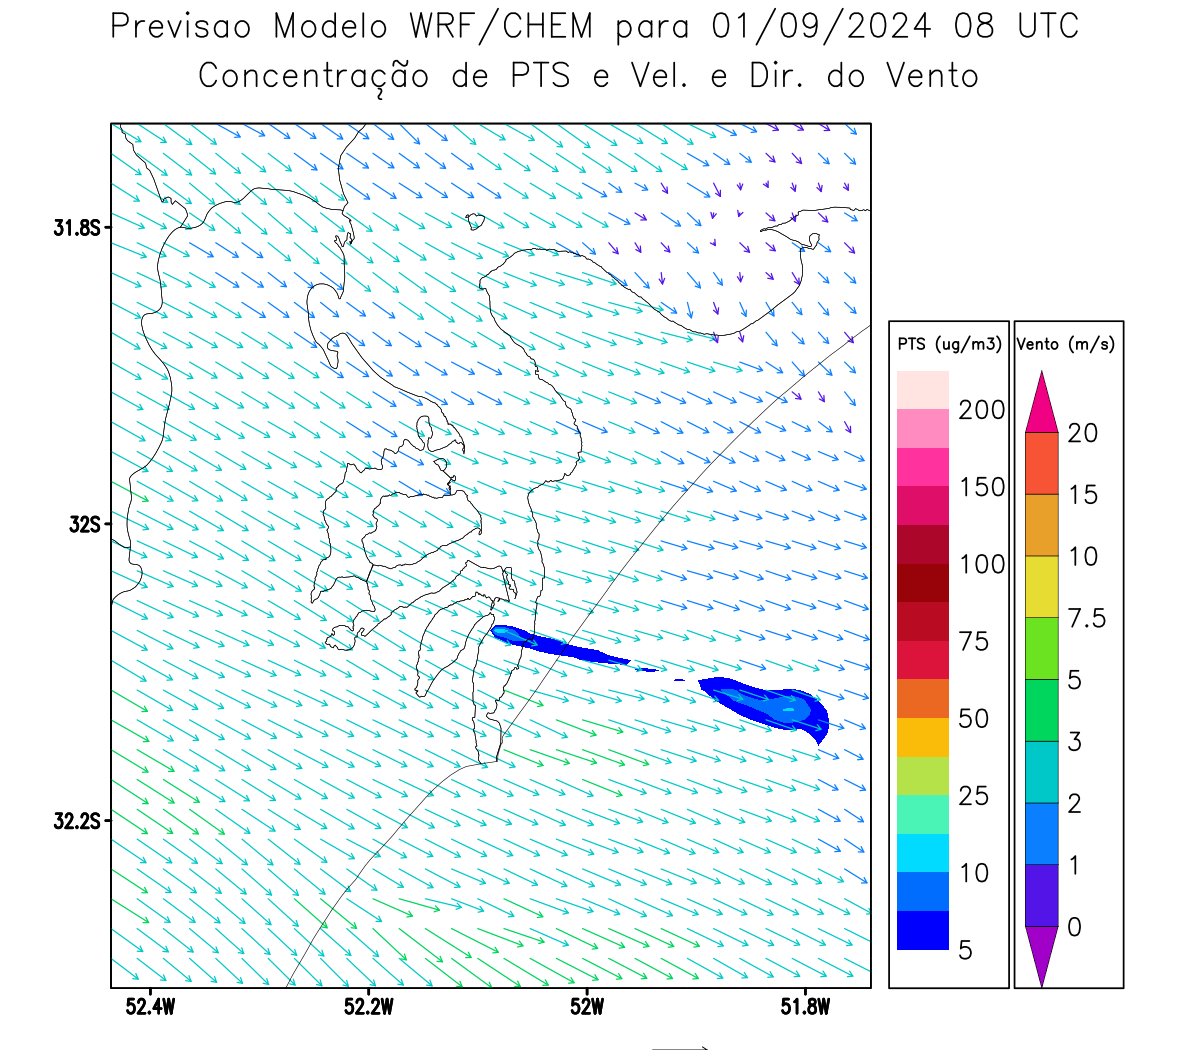 Previsao Modelo WRF/CHEM para 01/09/2024 08 UTC
Concentração de PTS e Vel. e Dir. do Vento
31.8S
32S
32.2S
52.4W
52.2W
52W
51.8W
PTS (ug/m3)
200
150
100
75
50
25
10
5
Vento (m/s)
20
15
10
7.5
5
3
2
1
0